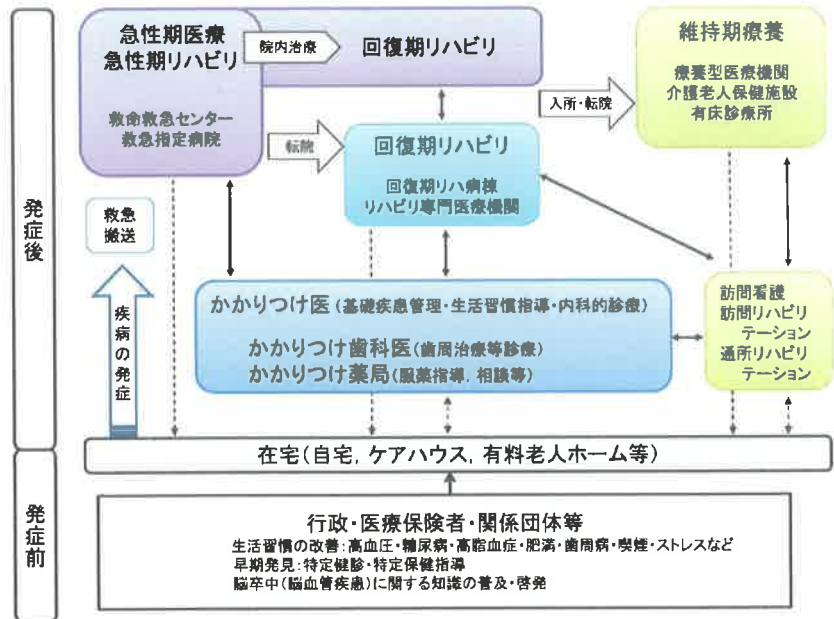 急性期医療
急性期リハビリ
救命救急センター
救急指定病院
院内治療
回復期リハビリ
転院
回復期リハビリ
回復期リハ病棟
リハビリ専門医療機関
入所・転院
維持期療養
療養型医療機関
介護老人保健施設
有床診療所
発症後
救急
搬送
疾病の発症
かかりつけ医(基礎疾患管理・生活習慣指導・内科的診療)
かかりつけ歯科医(歯周治療等診療)
かかりつけ薬局(服薬指導,相談等)
訪問看護
訪問リハビリ
テーション
通所リハビリ
テーション
在宅(自宅,ケアハウス,有料老人ホーム等)
発症前
行政・医療保険者・関係団体等
生活習慣の改善:高血圧・糖尿病・高脂血症・肥満・歯周病・喫煙・ストレスなど
早期発見:特定健診・特定保健指導
脳卒中(脳血管疾患)に関する知識の普及・啓発